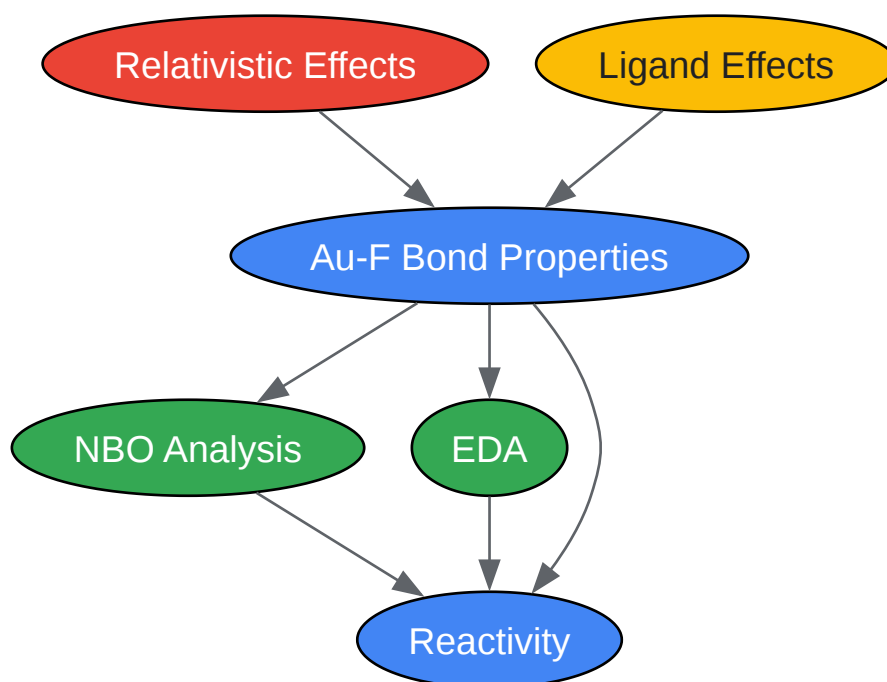 Relativistic Effects
Ligand Effects
Au-F Bond Properties
NBO Analysis
EDA
Reactivity